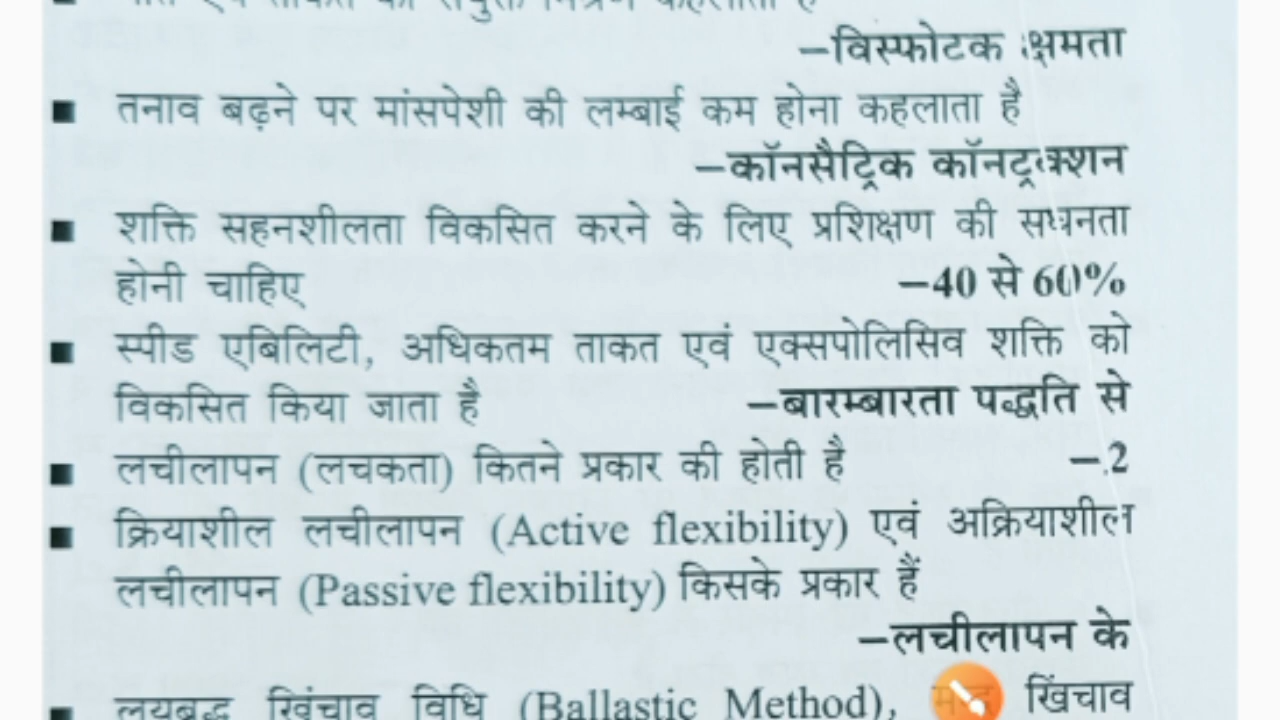 –विस्फोटक क्षमता
■ तनाव बढ़ने पर मांसपेशी की लम्बाई कम होना कहलाता है
–कॉनसैट्रिक कॉनट्रक्शन
■ शक्ति सहनशीलता विकसित करने के लिए प्रशिक्षण की सघनता
होनी चाहिए –40 से 60%
■ स्पीड एबिलिटी, अधिकतम ताकत एवं एक्सपोलिसिव शक्ति को
विकसित किया जाता है –बारम्बारता पद्धति से
■ लचीलापन (लचकता) कितने प्रकार की होती है –2
■ क्रियाशील लचीलापन (Active flexibility) एवं अक्रियाशील
लचीलापन (Passive flexibility) किसके प्रकार हैं
–लचीलापन के
■ लयबद्ध खिंचाव विधि (Ballastic Method), खिंचाव